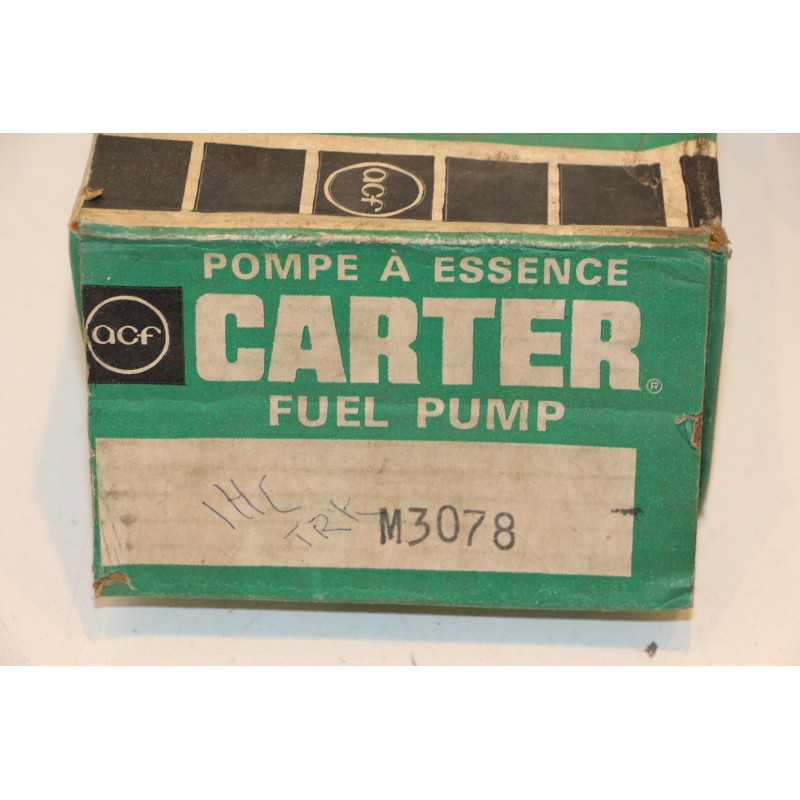 acf
POMPE À ESSENCE
acf
CARTER®
FUEL PUMP
IHC
TRK
M3078